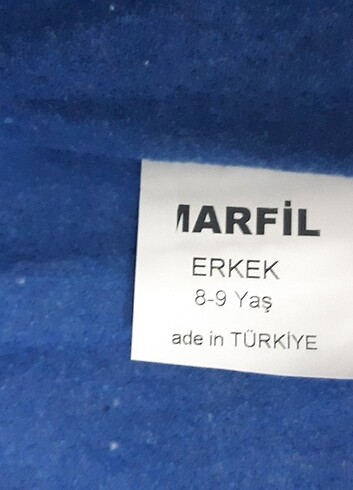 MARFİL
ERKEK
8-9 Yaş
ade in TÜRKİYE